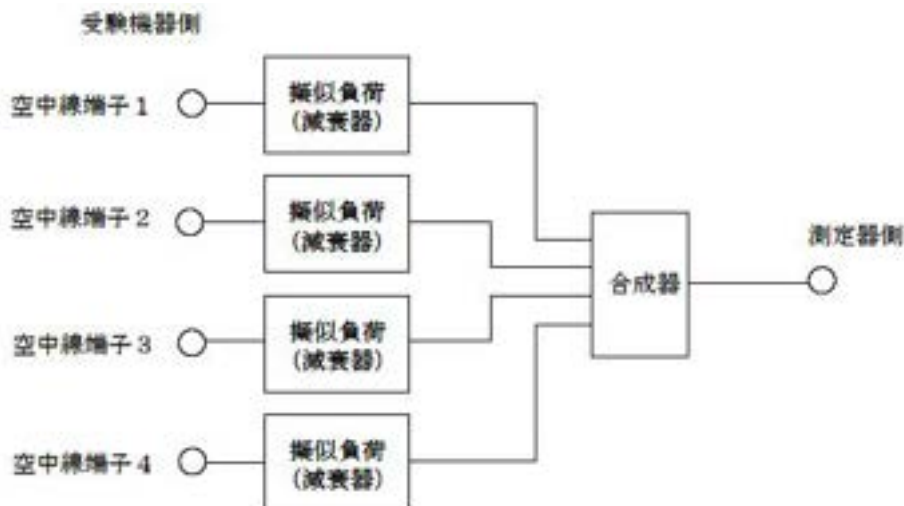 受験機器側
空中線端子1
擬似負荷
(減衰器)
空中線端子2
擬似負荷
(減衰器)
合成器
測定器側
空中線端子3
擬似負荷
(減衰器)
空中線端子4
擬似負荷
(減衰器)